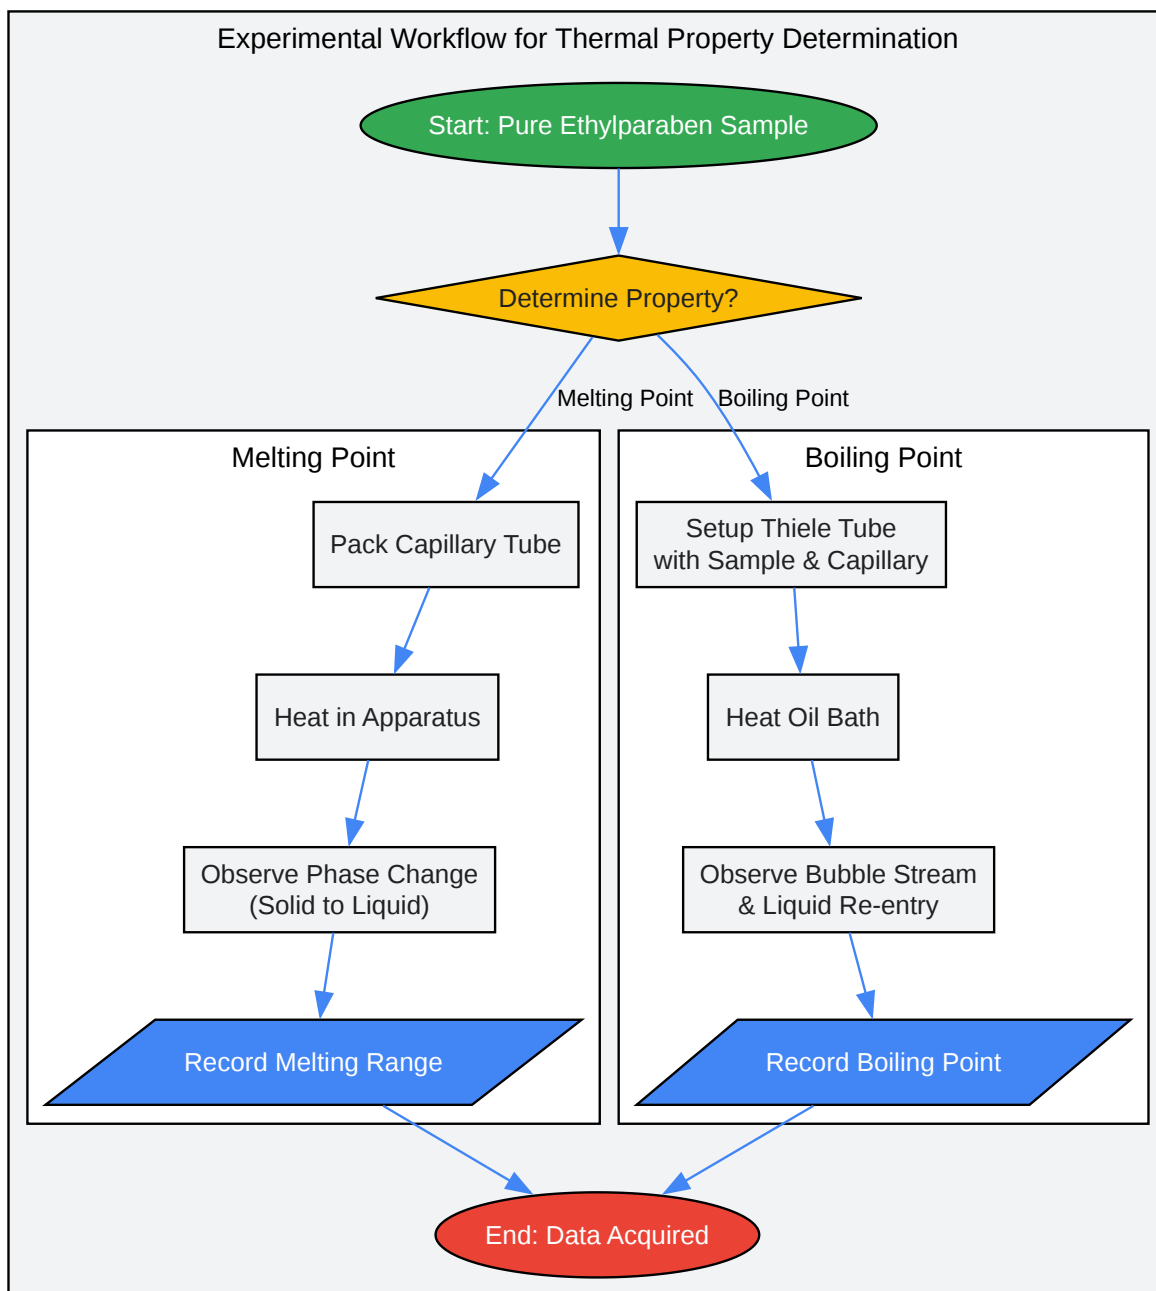 Experimental Workflow for Thermal Property Determination
Start: Pure Ethylparaben Sample
Determine Property?
Melting Point
Boiling Point
Melting Point
Pack Capillary Tube
Heat in Apparatus
Observe Phase Change
(Solid to Liquid)
Record Melting Range
Boiling Point
Setup Thiele Tube
with Sample & Capillary
Heat Oil Bath
Observe Bubble Stream
& Liquid Re-entry
Record Boiling Point
End: Data Acquired